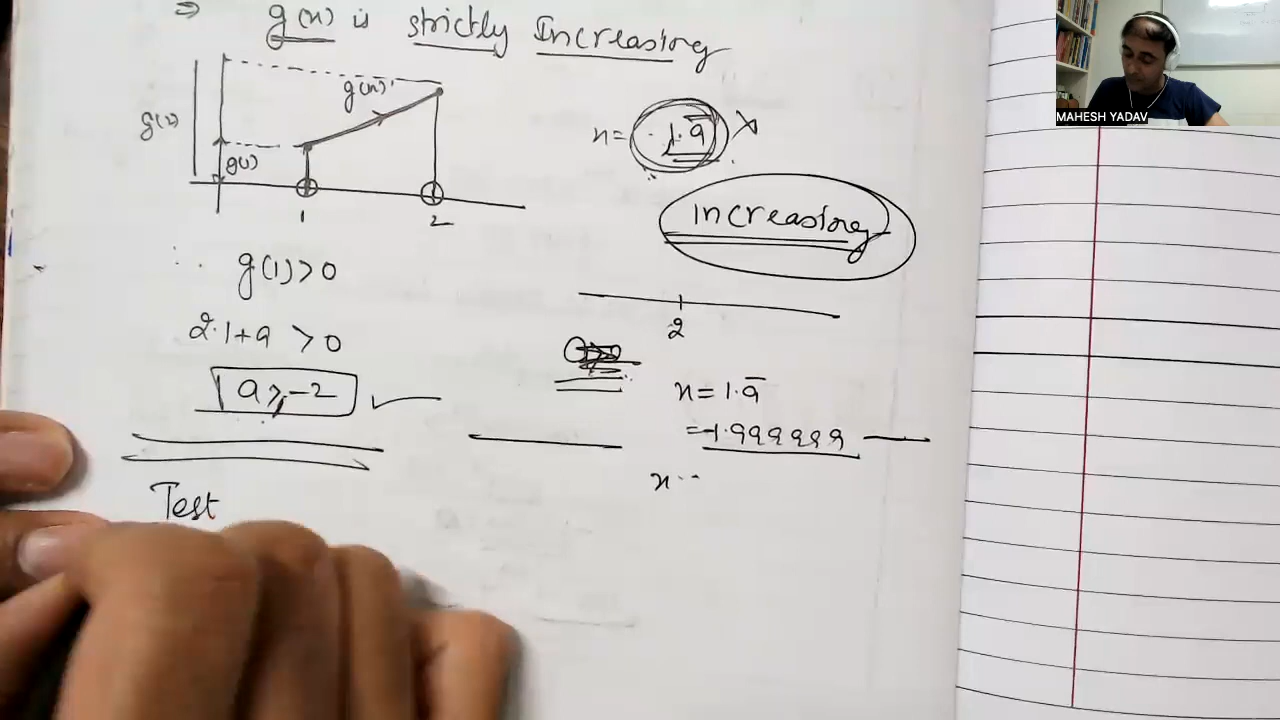 ⇒ g(x) is strictly Increasing
g(x)
g(2)
g(1)
1
2
x = 1.9̅ ×
increasing
∴ g(1) > 0
2·1+a > 0
a ≥ -2 ✓
2
x = 1.9̅
= 1.999999
x
Test
MAHESH YADAV